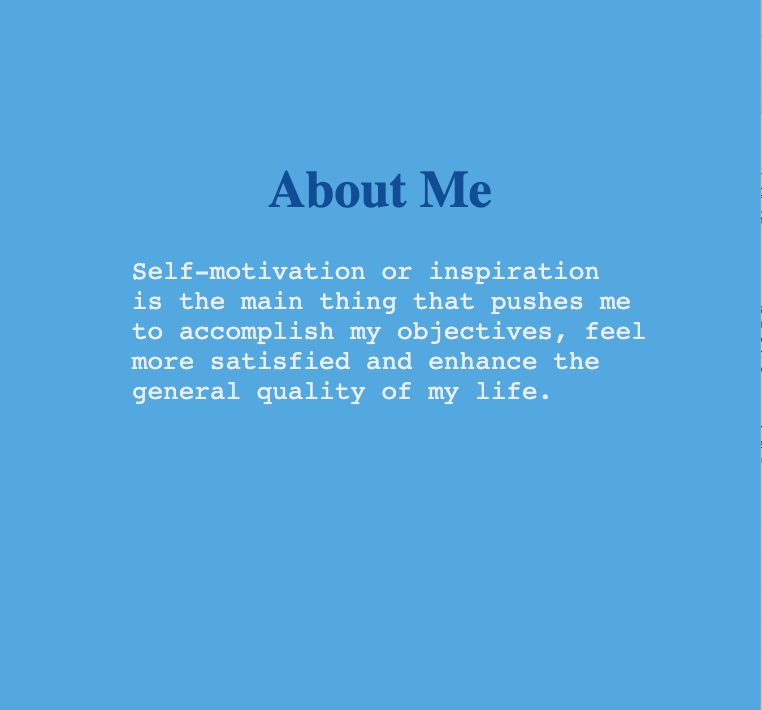 About Me
Self-motivation or inspiration
is the main thing that pushes me
to accomplish my objectives, feel
more satisfied and enhance the
general quality of my life.